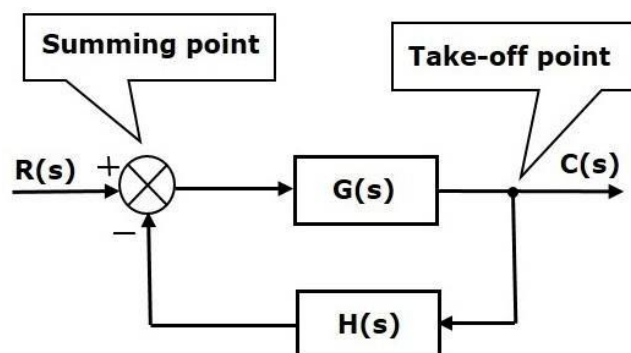 Summing point
Take-off point
R(s)
+
G(s)
C(s)
−
H(s)